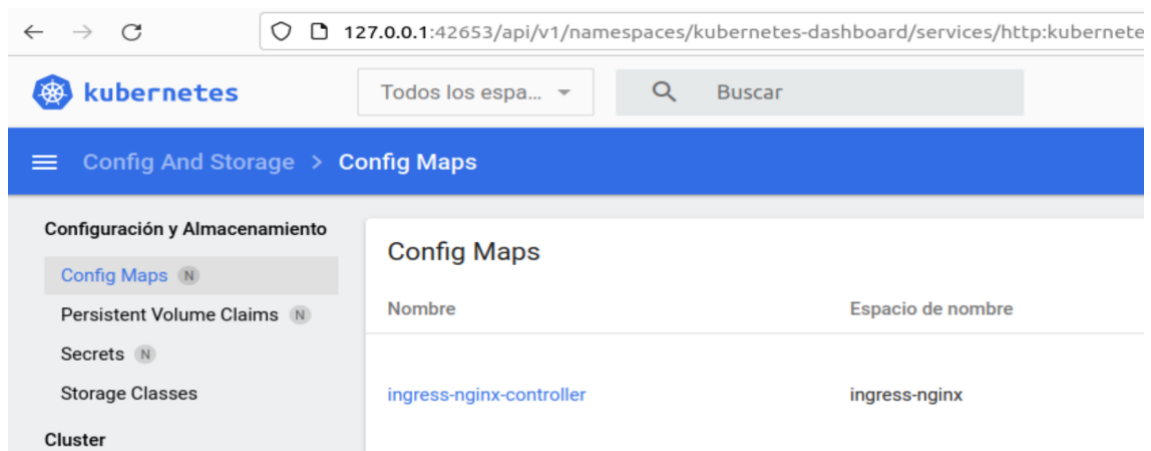 127.0.0.1:42653/api/v1/namespaces/kubernetes-dashboard/services/http:kubernete
kubernetes
Todos los espa...
Buscar
Config And Storage > Config Maps
Configuración y Almacenamiento
Config Maps N
Persistent Volume Claims N
Secrets N
Storage Classes
Cluster
Config Maps
Nombre Espacio de nombre
ingress-nginx-controller ingress-nginx